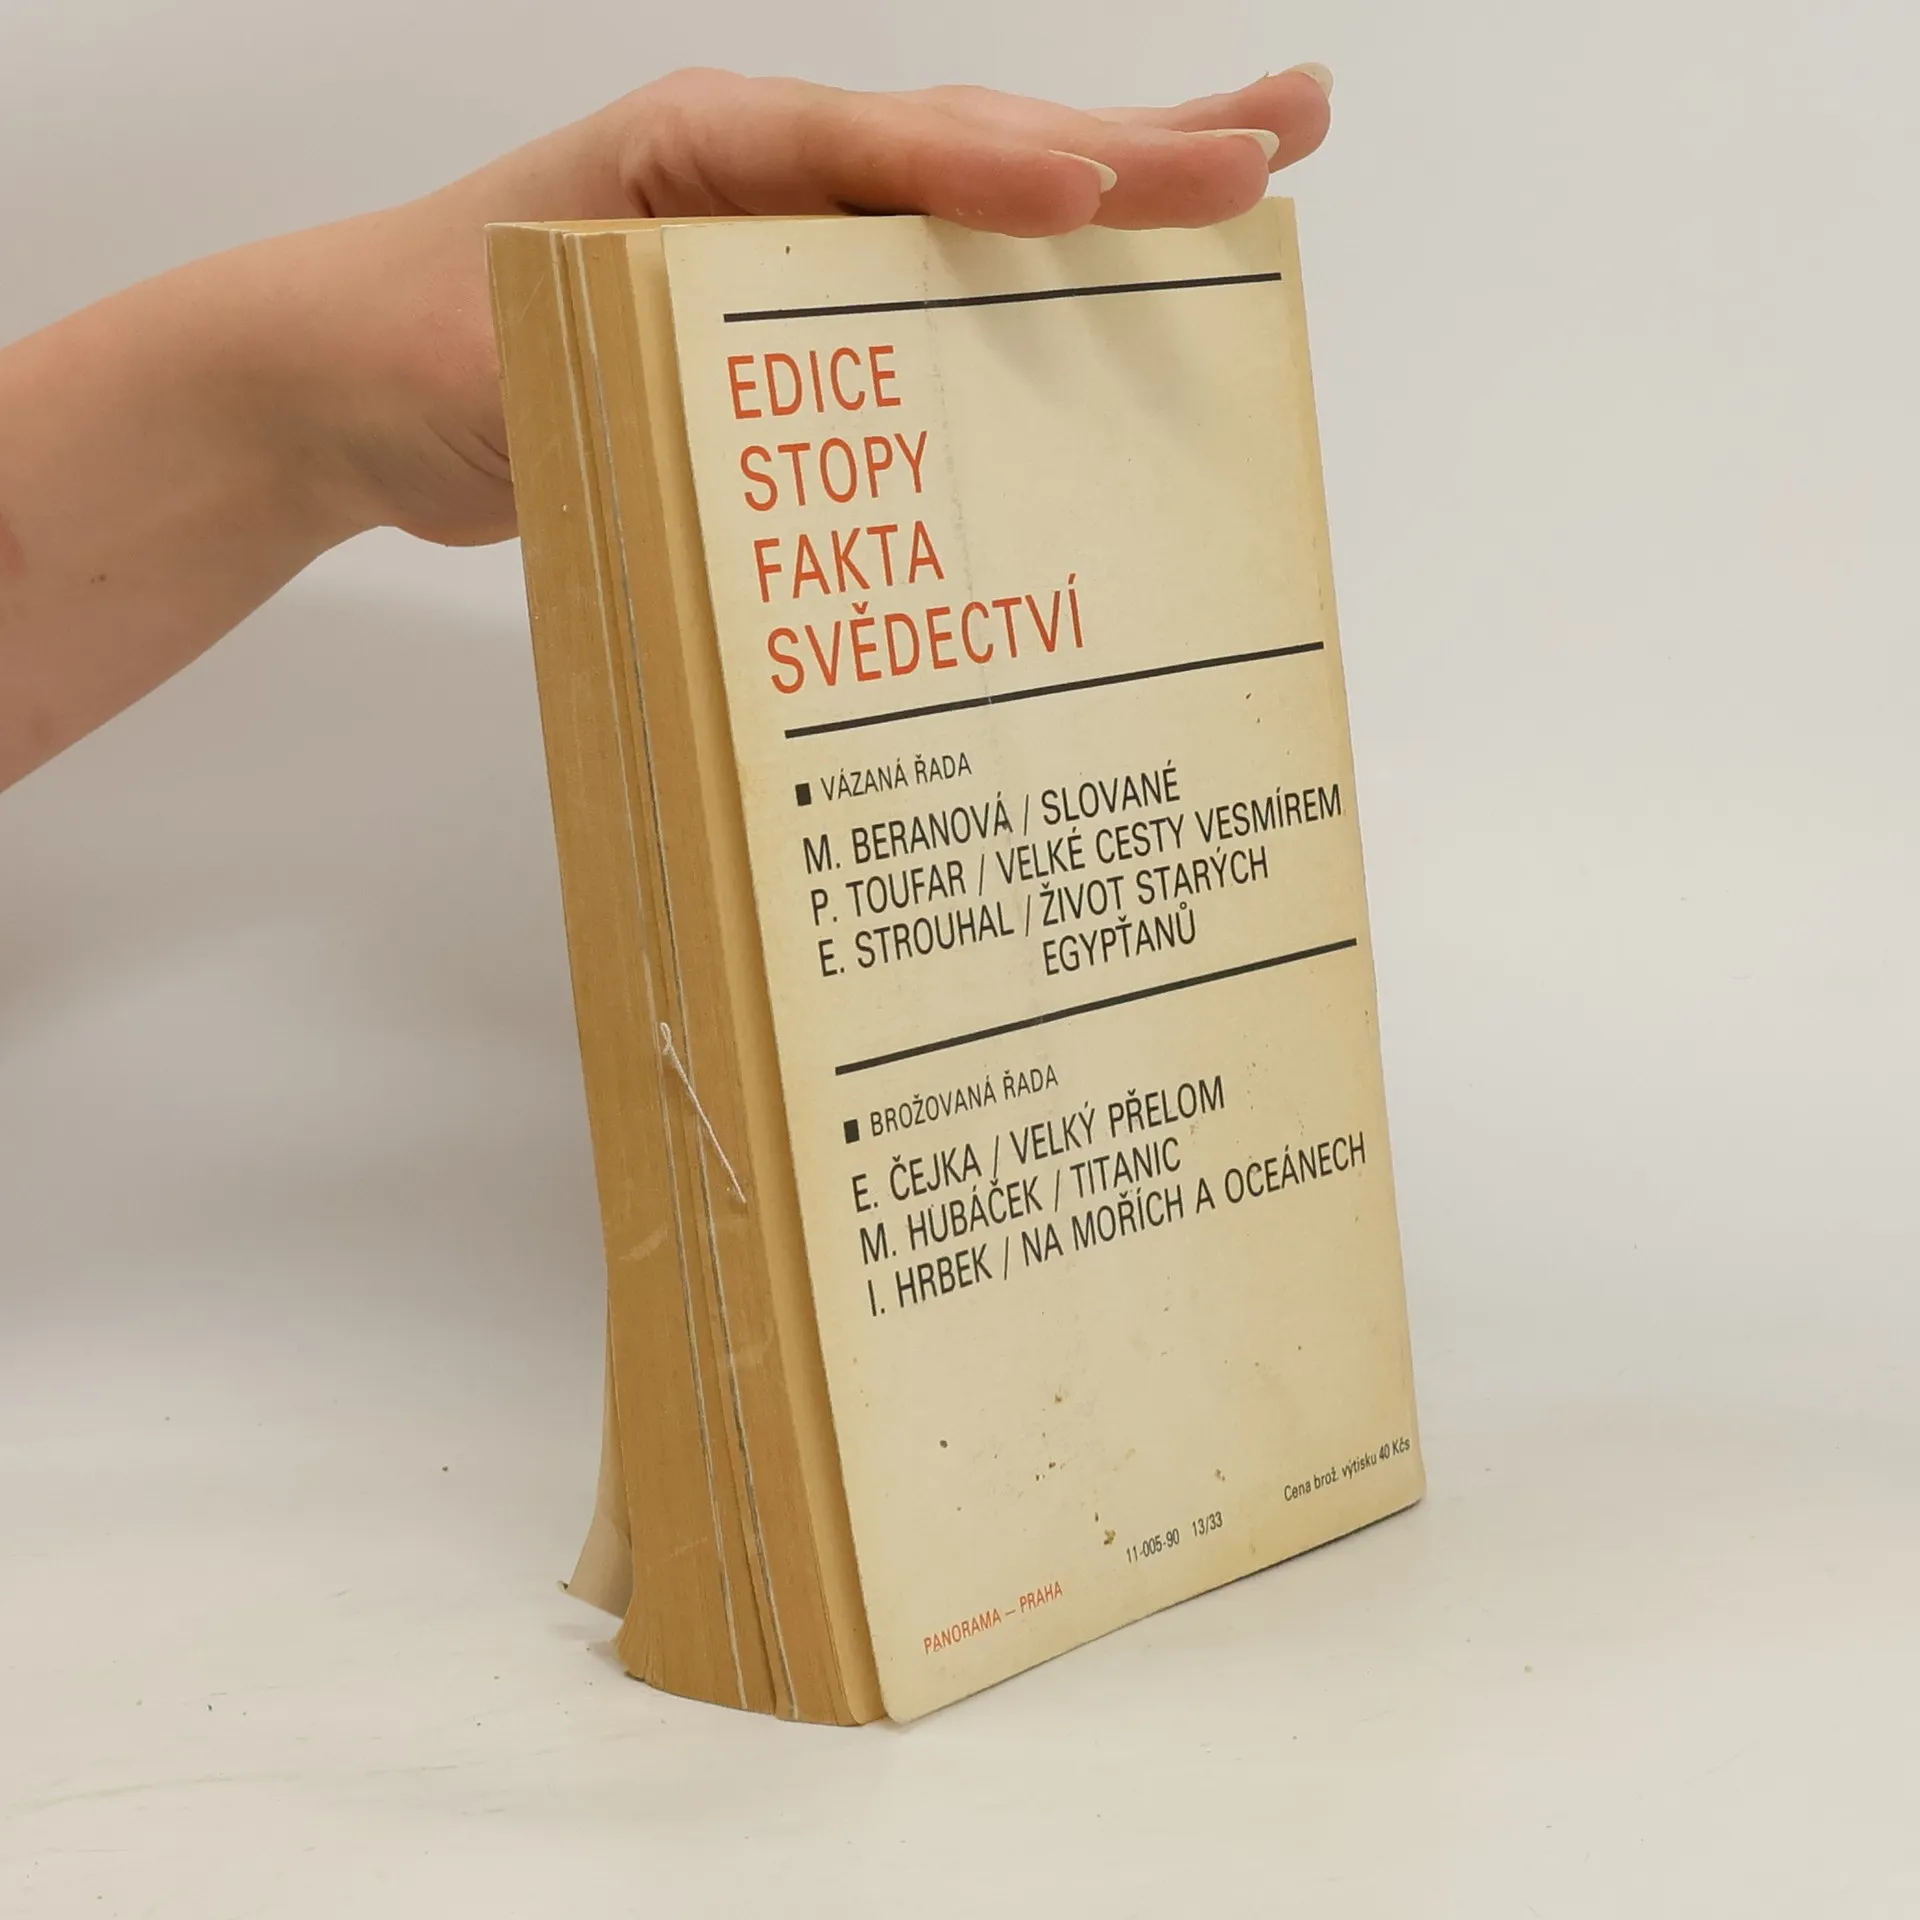 EDICE
STOPY
FAKTA
SVĚDECTVÍ
VÁZANÁ ŘADA
M. BERANOVÁ / SLOVANÉ
P. TOUFAR / VELKÉ CESTY VESMÍREM
E. STROUHAL / ŽIVOT STARÝCH
EGYPŤANŮ
BROŽOVANÁ ŘADA
E. ČEJKA / VELKÝ PŘELOM
M. HUBÁČEK / TITANIC
I. HRBEK / NA MOŘÍCH A OCEÁNECH
Cena brož. výtisku 40 Kčs
11-005-90 13/33
PANORAMA – PRAHA